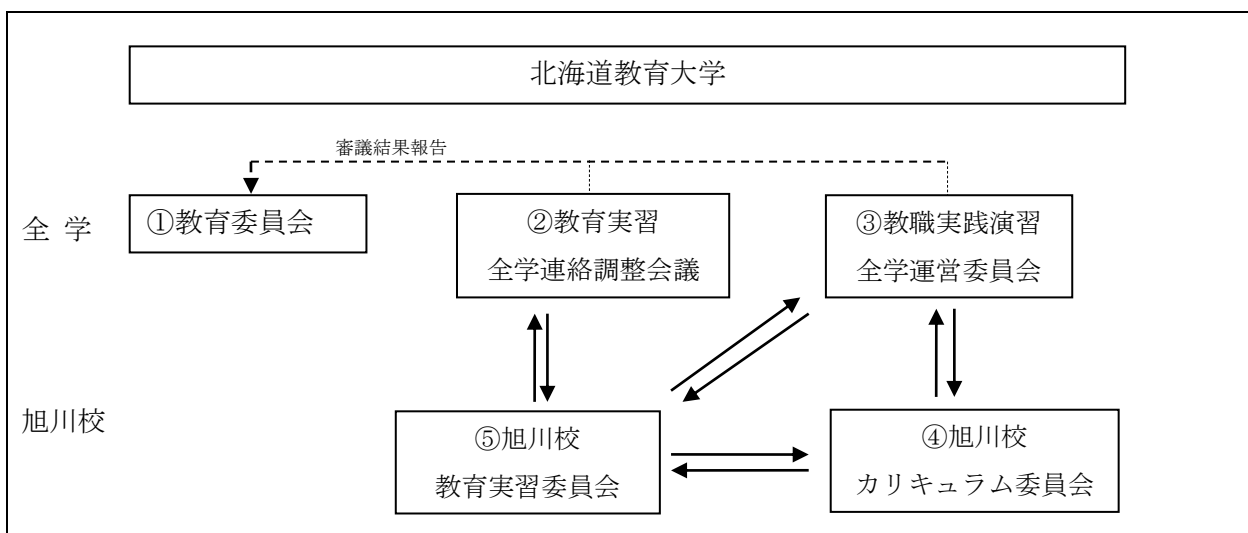 北海道教育大学
審議結果報告
全 学
①教育委員会
②教育実習
全学連絡調整会議
③教職実践演習
全学運営委員会
旭川校
⑤旭川校
教育実習委員会
④旭川校
カリキュラム委員会